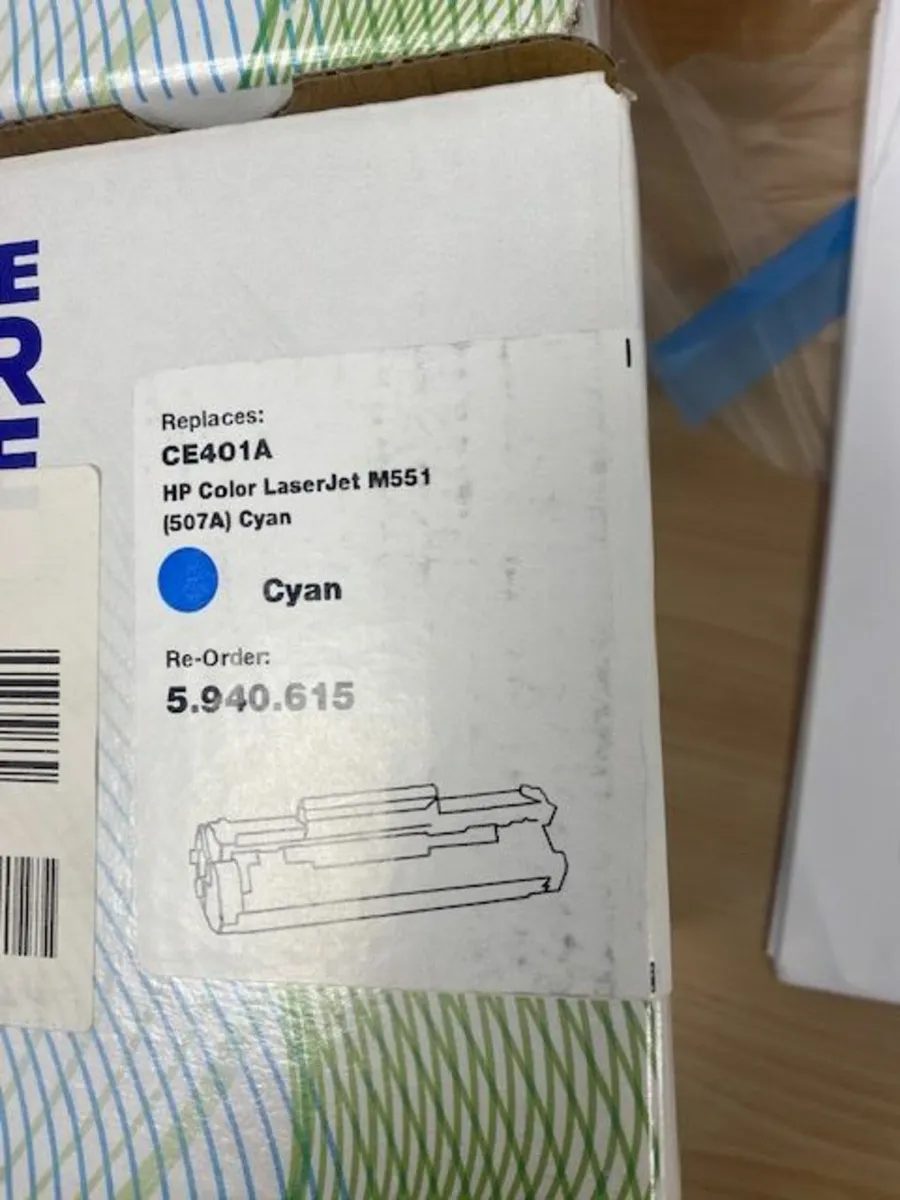 E
R
E
Replaces:
CE401A
HP Color LaserJet M551
(507A) Cyan
Cyan
Re-Order:
5.940.615